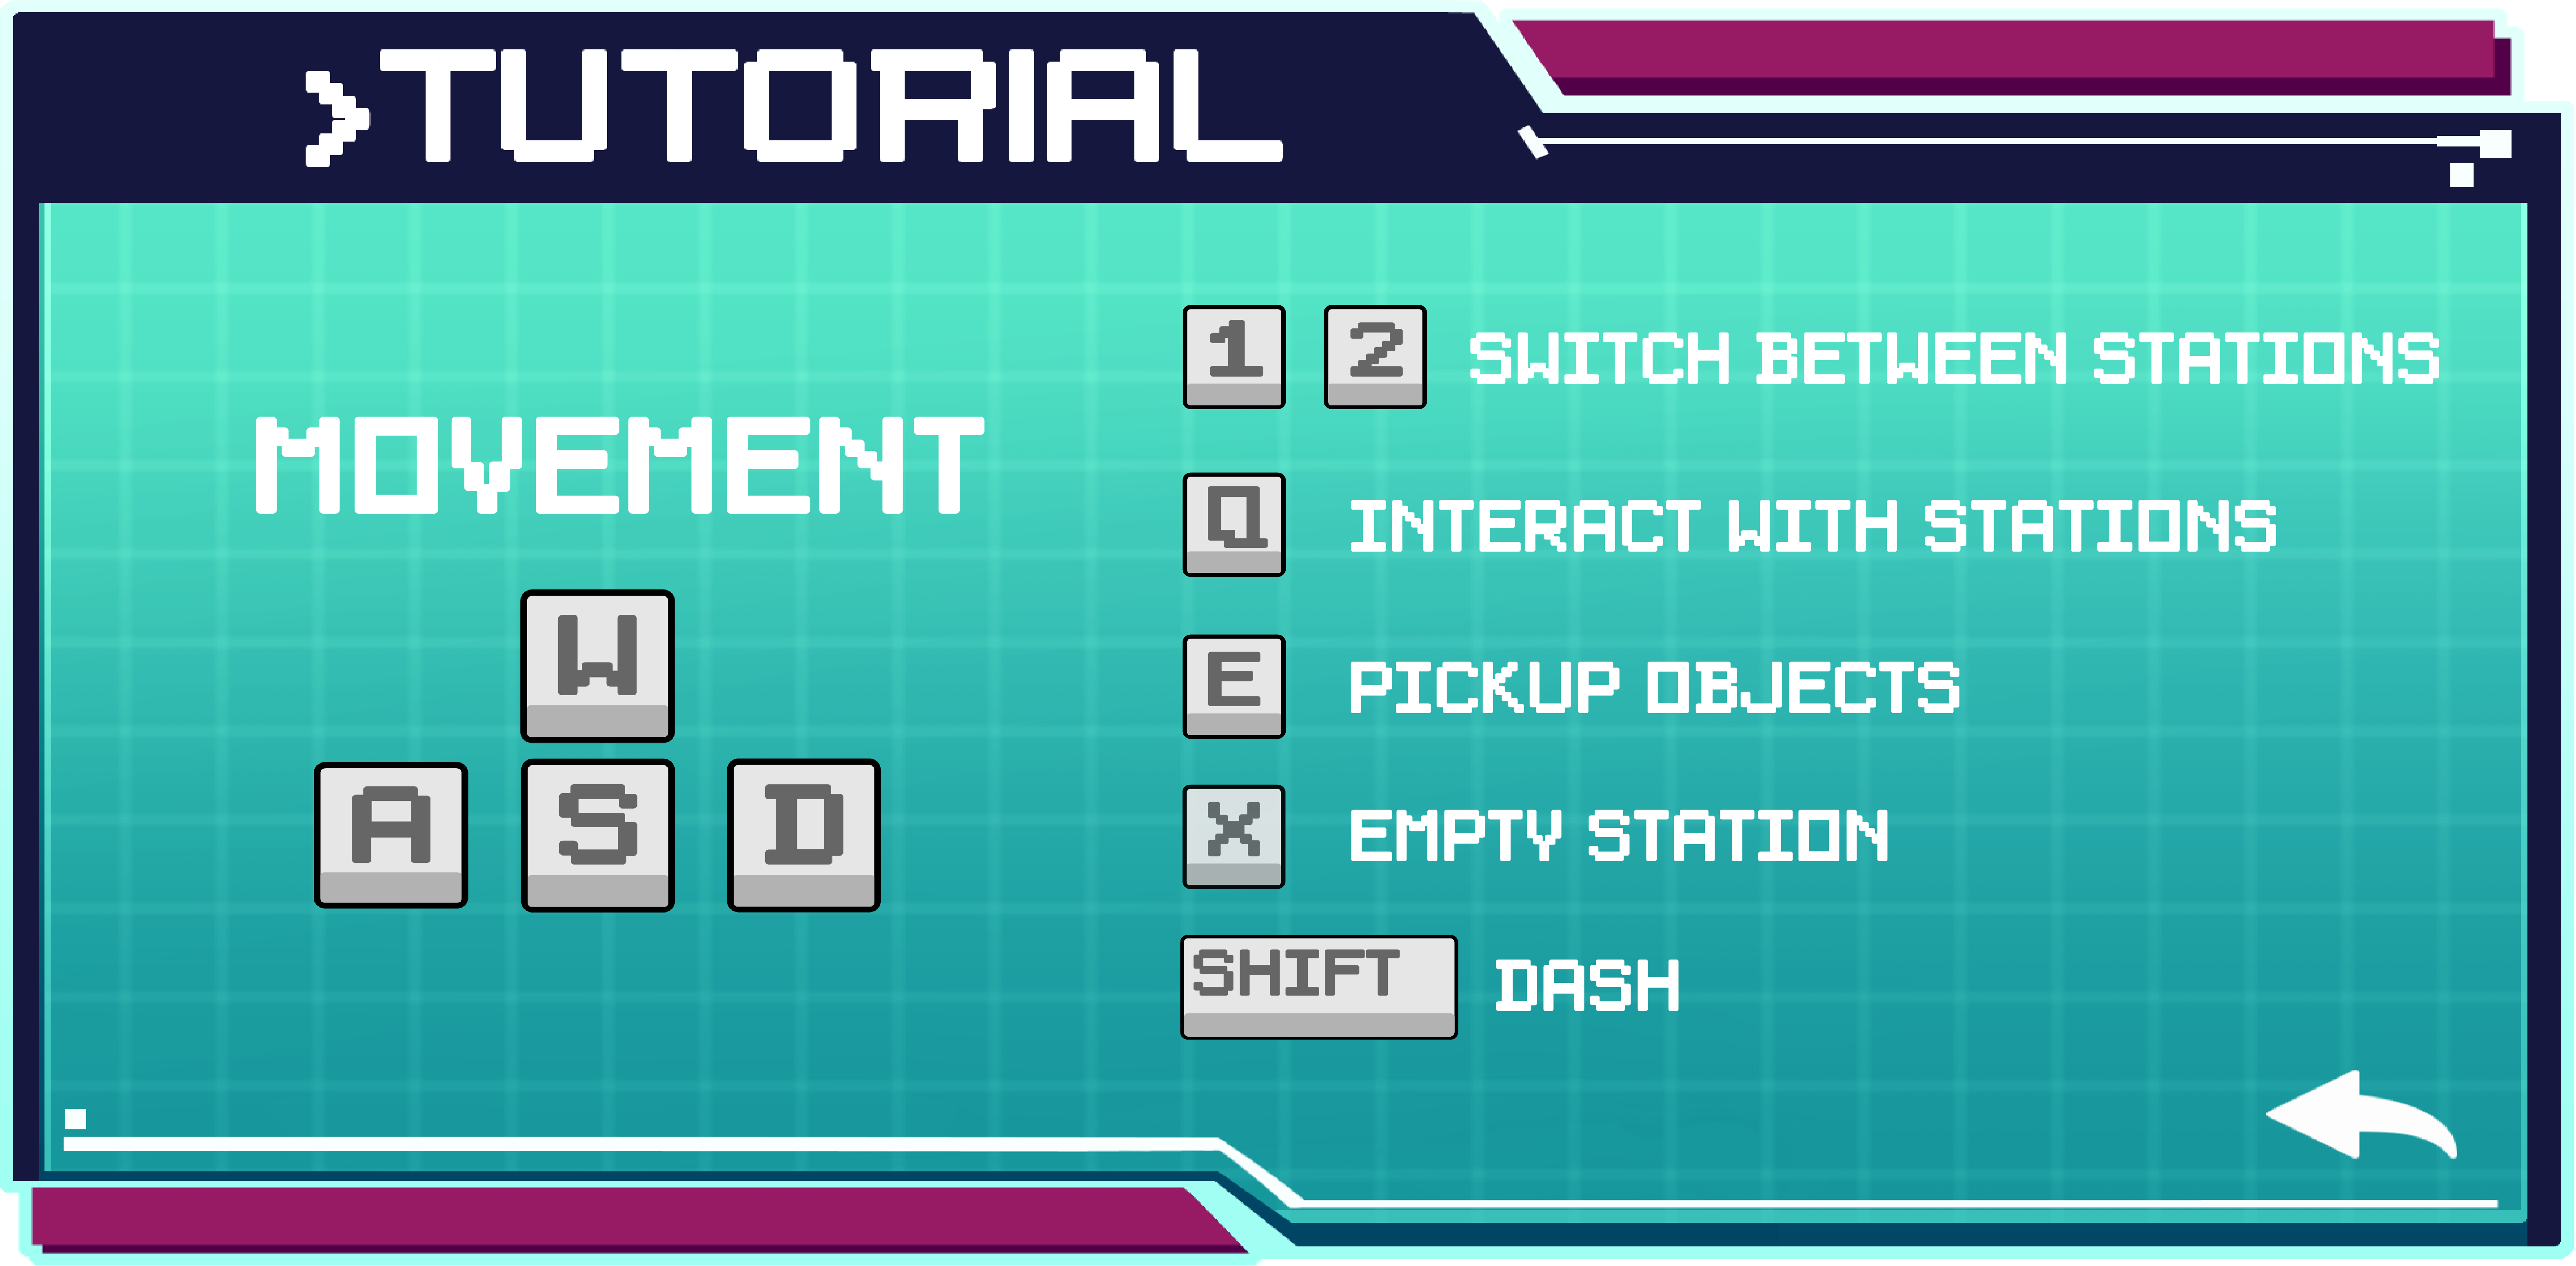 >TUTORIAL
MOVEMENT
W
A S D
1 2 SWITCH BETWEEN STATIONS
Q INTERACT WITH STATIONS
E PICKUP OBJECTS
X EMPTY STATION
SHIFT DASH